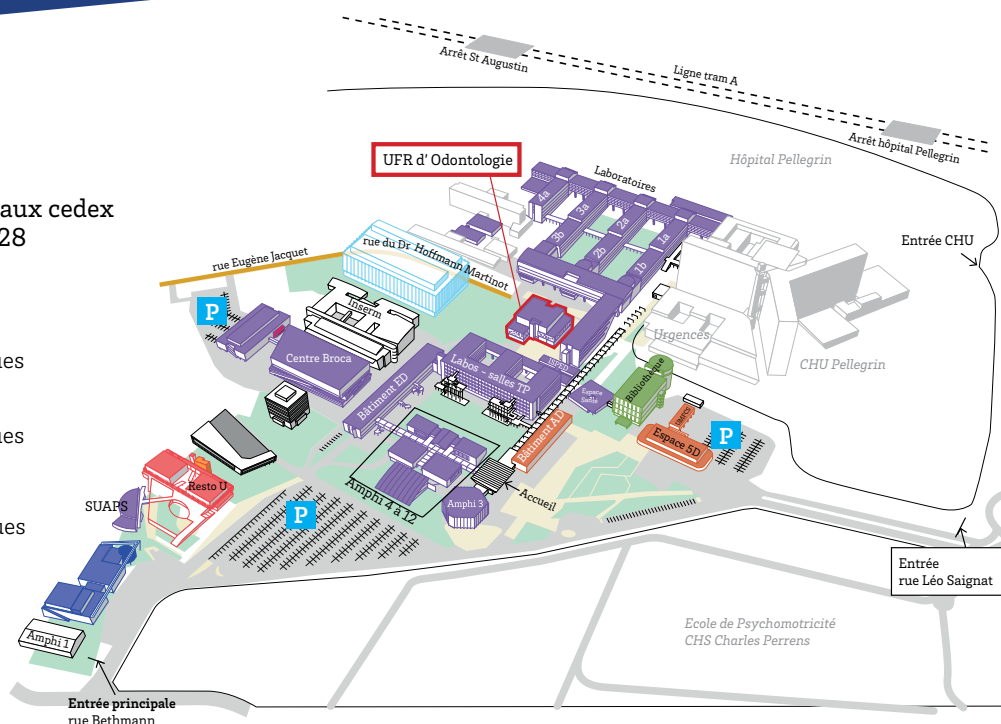 Arrêt St Augustin
Ligne tram A
Arrêt hôpital Pellegrin
Hôpital Pellegrin
UFR d' Odontologie
Laboratoires
4a
3a
2a
1a
3b
2b
1b
aux cedex
28
Entrée CHU
rue Eugène Jacquet
rue du Dr Hoffmann Martinot
P
Inserm
Urgences
CHU Pellegrin
ues
Centre Broca
Labos - salles TP
ISPED
Bâtiment ED
Espace
Santé
Bibliothèque
UMFCS
Espace 5D
P
Bâtiment AD
ues
Resto U
Amphi 4 à 12
Accueil
Amphi 3
SUAPS
P
ues
Entrée
rue Léo Saignat
Ecole de Psychomotricité
CHS Charles Perrens
Amphi 1
Entrée principale
rue Bethmann